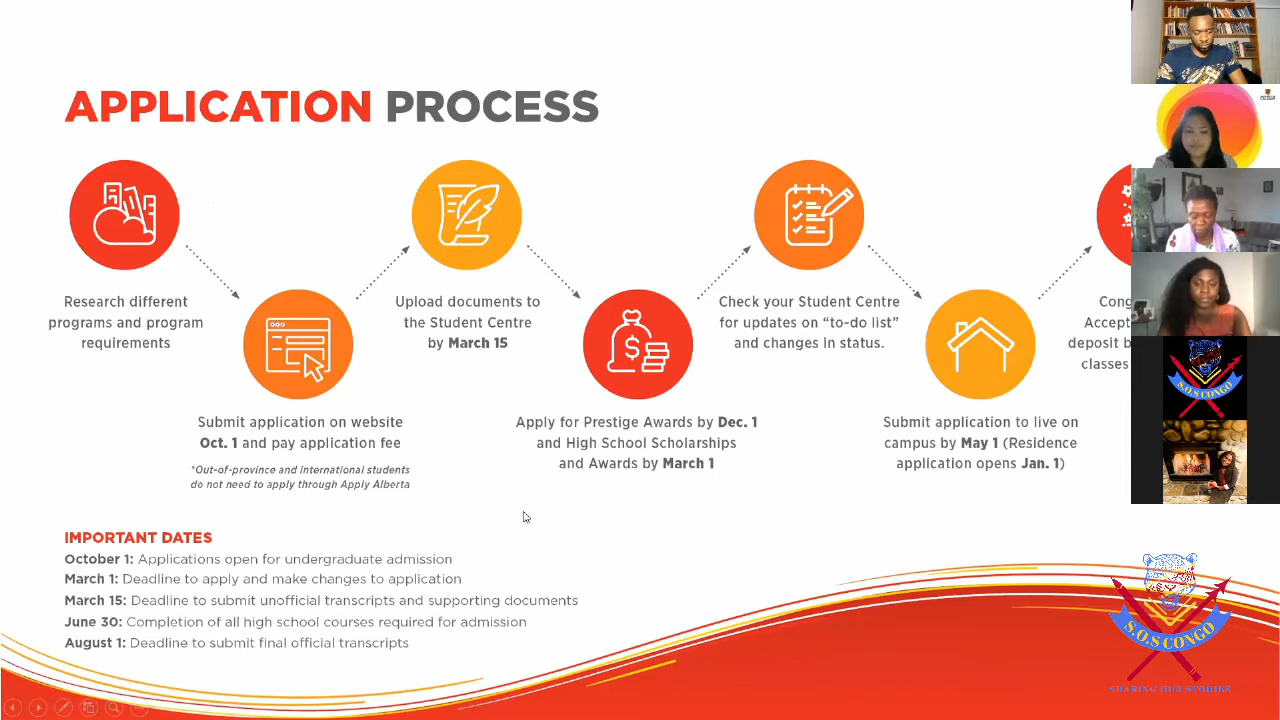 APPLICATION PROCESS
Research different
programs and program
requirements
Submit application on website
Oct. 1 and pay application fee
*Out-of-province and international students
do not need to apply through Apply Alberta
Upload documents to
the Student Centre
by March 15
Apply for Prestige Awards by Dec. 1
and High School Scholarships
and Awards by March 1
Check your Student Centre
for updates on “to-do list”
and changes in status.
Submit application to live on
campus by May 1 (Residence
application opens Jan. 1)
Cong
Accept
deposit b
classes
IMPORTANT DATES
October 1: Applications open for undergraduate admission
March 1: Deadline to apply and make changes to application
March 15: Deadline to submit unofficial transcripts and supporting documents
June 30: Completion of all high school courses required for admission
August 1: Deadline to submit final official transcripts
S.O.S CONGO
S.O.S CONGO
SHARING OUR STORIES